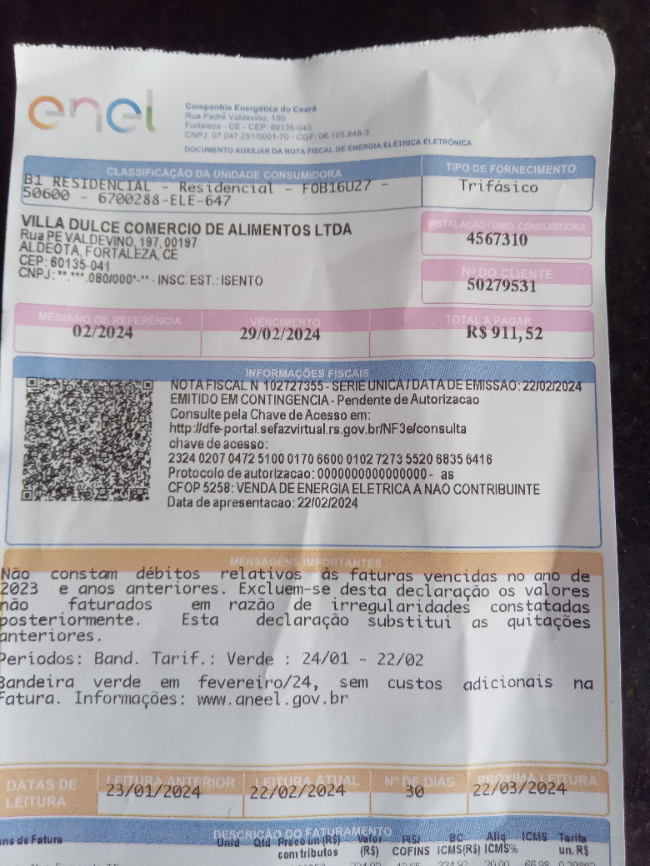 enel
Companhia Energética do Ceará
Rua Padre Valdevino, 150
Fortaleza - CE - CEP: 60135-040
CNPJ: 07.047.251/0001-70 - CGF: 06.105.848-3
DOCUMENTO AUXILIAR DA NOTA FISCAL DE ENERGIA ELÉTRICA ELETRÔNICA
CLASSIFICAÇÃO DA UNIDADE CONSUMIDORA
B1 RESIDENCIAL - Residencial - FOB16U27 -
50600 - 6700288-ELE-647
TIPO DE FORNECIMENTO
Trifásico
VILLA DULCE COMERCIO DE ALIMENTOS LTDA
Rua PE VALDEVINO, 197, 00197
ALDEOTA, FORTALEZA, CE
CEP: 60135-041
CNPJ: **.***.080/000*-** - INSC. EST.: ISENTO
INSTALAÇÃO / UNID. CONSUMIDORA
4567310
Nº DO CLIENTE
50279531
MÊS/ANO DE REFERÊNCIA
02/2024
VENCIMENTO
29/02/2024
TOTAL A PAGAR
R$ 911,52
INFORMAÇÕES FISCAIS
NOTA FISCAL N 102727355 - SERIE UNICA / DATA DE EMISSÃO: 22/02/2024
EMITIDO EM CONTINGENCIA - Pendente de Autorizacao
Consulte pela Chave de Acesso em:
http://dfe-portal.sefazvirtual.rs.gov.br/NF3e/consulta
chave de acesso:
2324 0207 0472 5100 0170 6600 0102 7273 5520 6835 6416
Protocolo de autorizacao: 0000000000000000 - as
CFOP 5258: VENDA DE ENERGIA ELETRICA A NAO CONTRIBUINTE
Data de apresentacao: 22/02/2024
MENSAGENS IMPORTANTES
Não constam débitos relativos às faturas vencidas no ano de
2023 e anos anteriores. Excluem-se desta declaração os valores
não faturados em razão de irregularidades constatadas
posteriormente. Esta declaração substitui as quitações
anteriores.
Períodos: Band. Tarif.: Verde : 24/01 - 22/02
Bandeira verde em fevereiro/24, sem custos adicionais na
fatura. Informações: www.aneel.gov.br
DATAS DE
LEITURA
LEITURA ANTERIOR
23/01/2024
LEITURA ATUAL
22/02/2024
Nº DE DIAS
30
PRÓXIMA LEITURA
22/03/2024
DESCRIÇÃO DO FATURAMENTO
de Fatura Unid Qtd Preço un (R$) com tributos Valor (R$) PIS/ COFINS BC ICMS(R$) Aliq ICMS% ICMS Tarifa un. R$